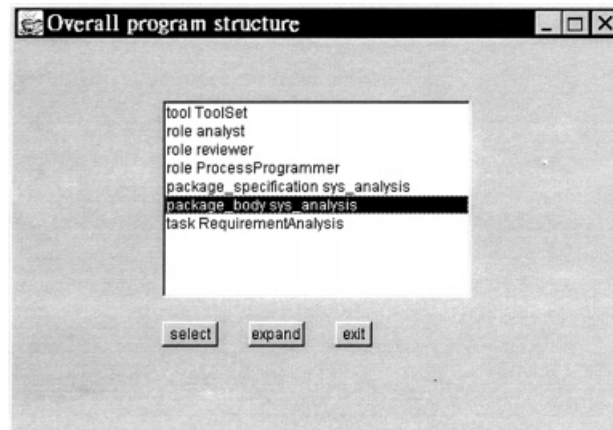 Overall program structure
tool ToolSet
role analyst
role reviewer
role ProcessProgrammer
package_specification sys_analysis
package_body sys_analysis
task RequirementAnalysis
select expand exit